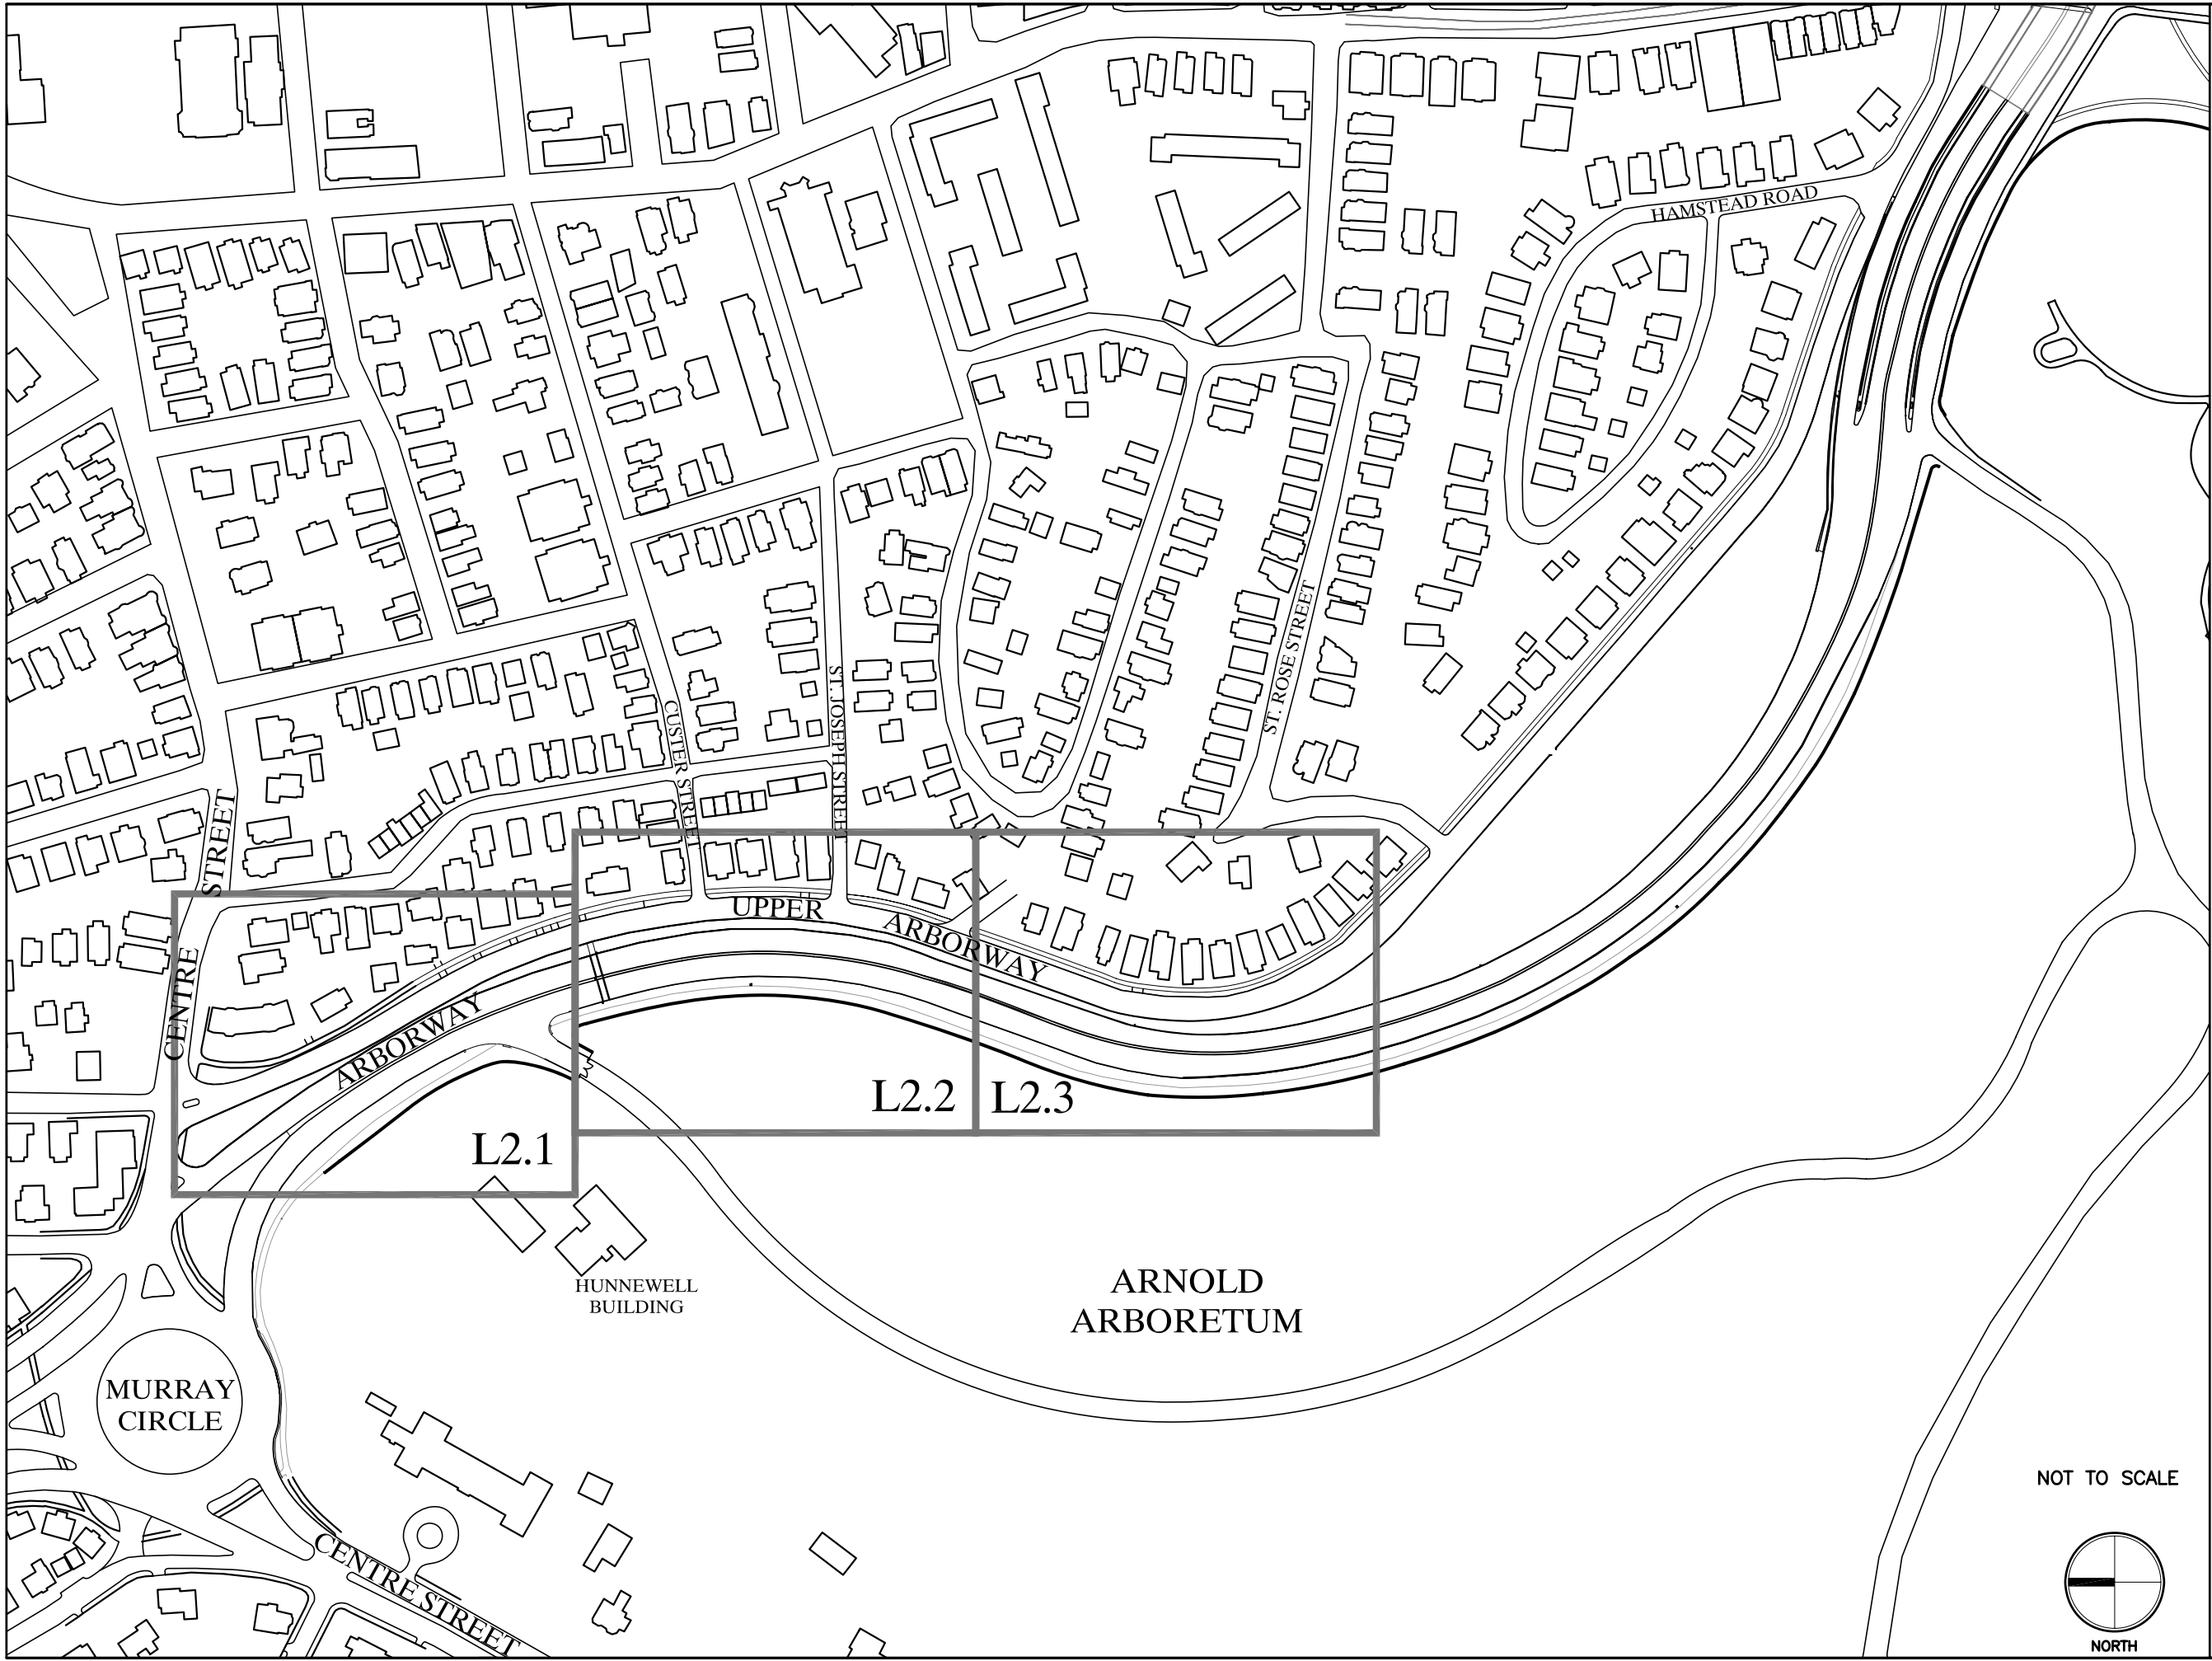 HAMSTEAD ROAD
ST. ROSE STREET
CUSTER STREET
ST. JOSEPH STREET
CENTRE STREET
UPPER ARBORWAY
ARBORWAY
L2.1
L2.2
L2.3
HUNNEWELL
BUILDING
ARNOLD
ARBORETUM
MURRAY
CIRCLE
CENTRE STREET
NOT TO SCALE
NORTH